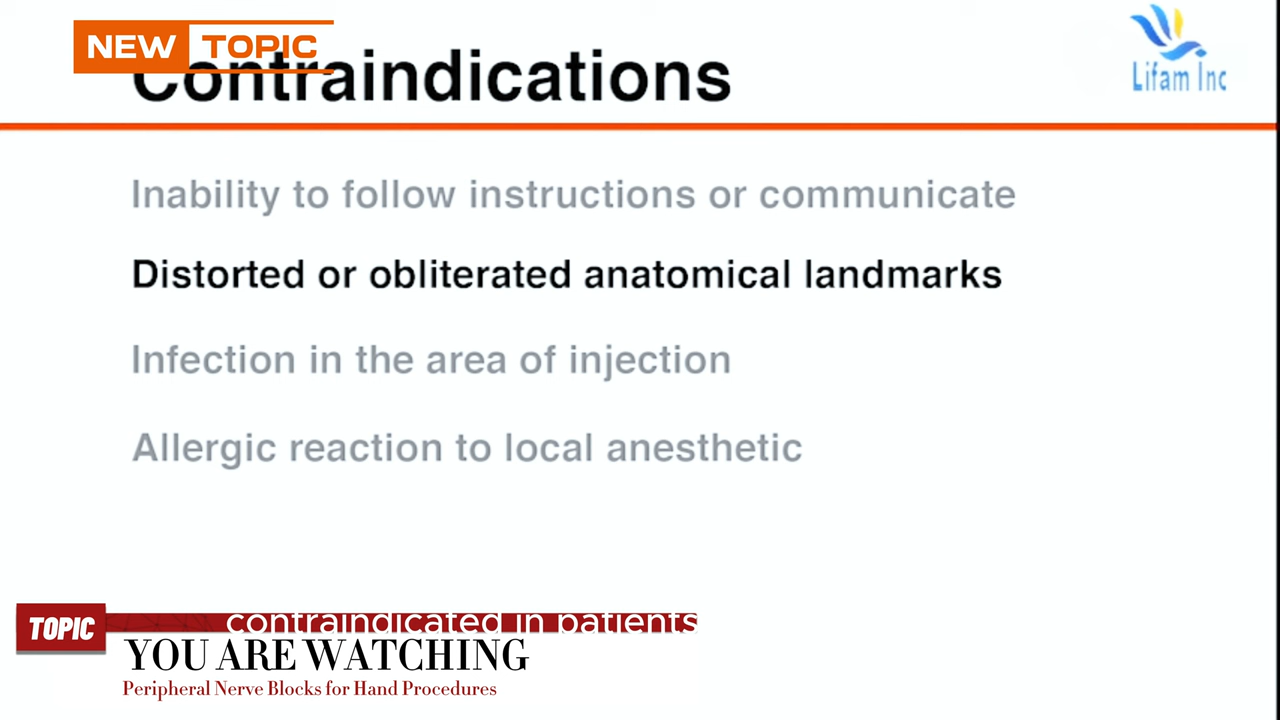 NEW TOPIC
Contraindications
Lifam Inc
Inability to follow instructions or communicate
Distorted or obliterated anatomical landmarks
Infection in the area of injection
Allergic reaction to local anesthetic
TOPIC
contraindicated in patients
YOU ARE WATCHING
Peripheral Nerve Blocks for Hand Procedures